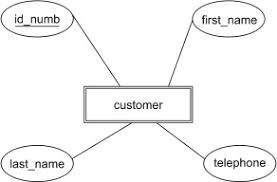 id_numb
first_name
customer
last_name
telephone